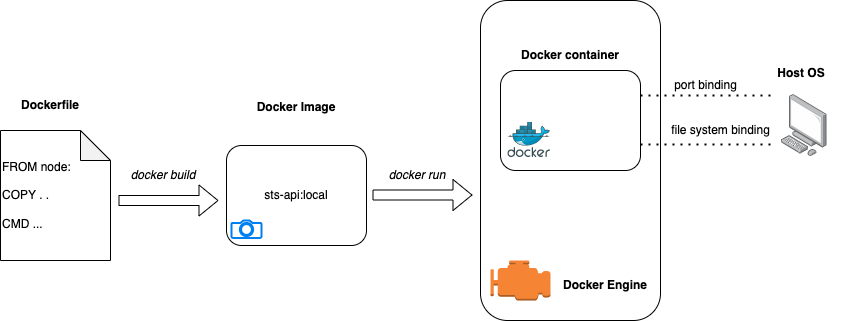 Dockerfile
FROM node:
COPY . .
CMD ...
docker build
Docker Image
sts-api:local
docker run
Docker container
docker
Docker Engine
port binding
file system binding
Host OS